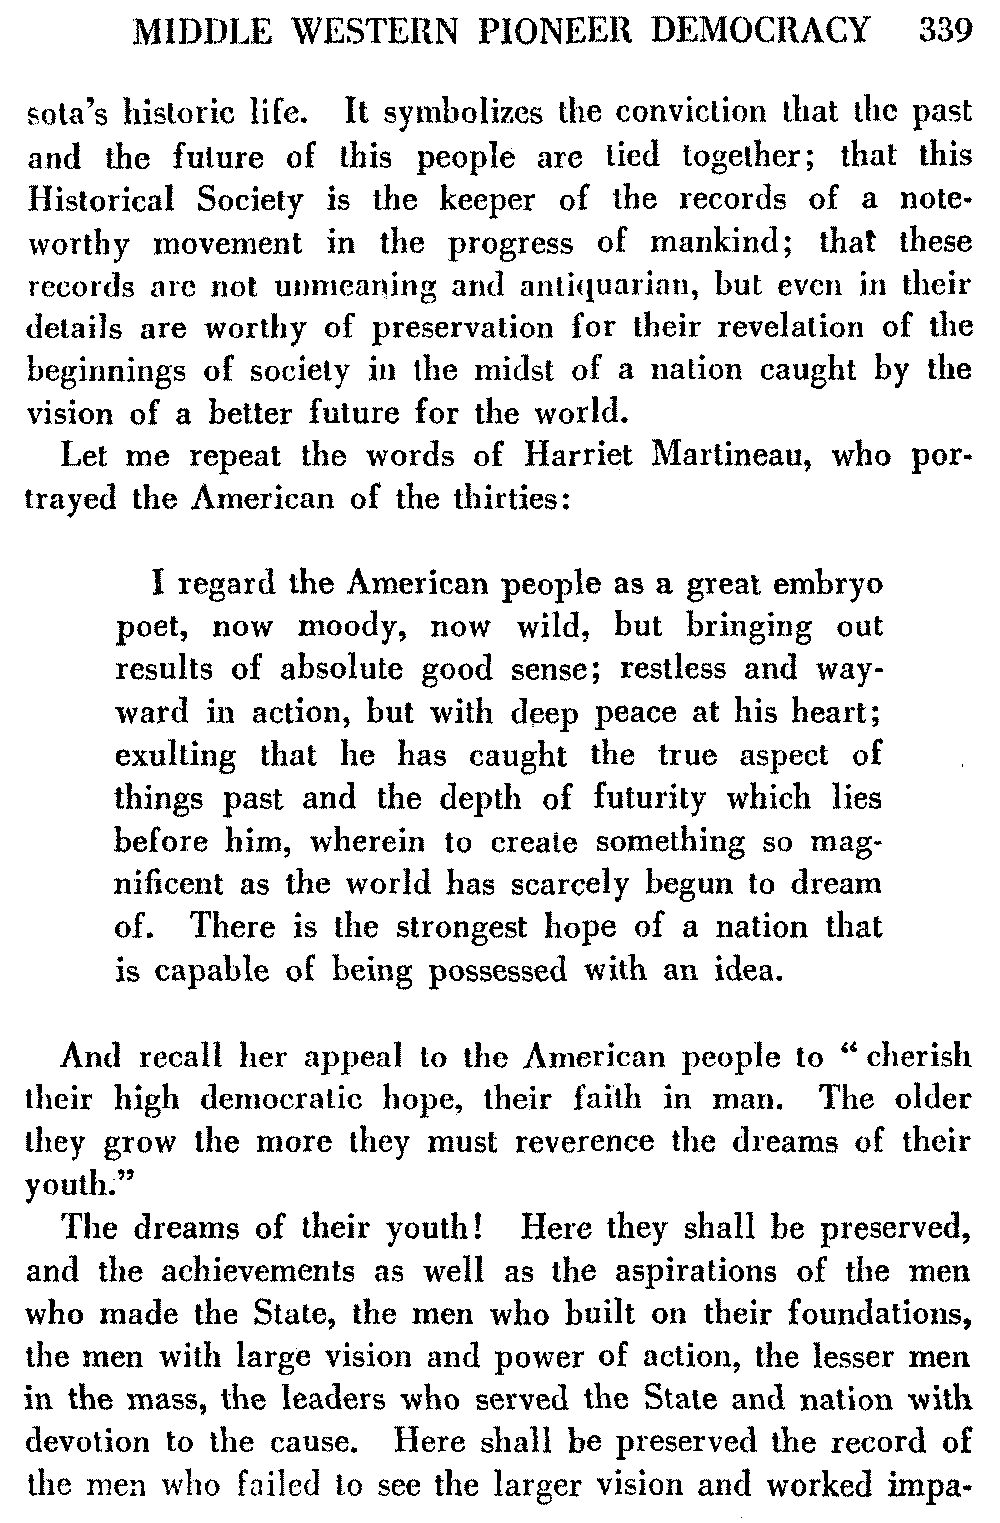 MIDDLE WESTERN PIONEER DEMOCRACY 339
sota's historic life. It symbolizes the conviction that the past
and the future of this people are tied together; that this
Historical Society is the keeper of the records of a note-
worthy movement in the progress of mankind; that these
records are not unmeaning and antiquarian, but even in their
details are worthy of preservation for their revelation of the
beginnings of society in the midst of a nation caught by the
vision of a better future for the world.
Let me repeat the words of Harriet Martineau, who por-
trayed the American of the thirties:
I regard the American people as a great embryo
poet, now moody, now wild, but bringing out
results of absolute good sense; restless and way-
ward in action, but with deep peace at his heart;
exulting that he has caught the true aspect of
things past and the depth of futurity which lies
before him, wherein to create something so mag-
nificent as the world has scarcely begun to dream
of. There is the strongest hope of a nation that
is capable of being possessed with an idea.
And recall her appeal to the American people to “ cherish
their high democratic hope, their faith in man. The older
they grow the more they must reverence the dreams of their
youth.”
The dreams of their youth! Here they shall be preserved,
and the achievements as well as the aspirations of the men
who made the State, the men who built on their foundations,
the men with large vision and power of action, the lesser men
in the mass, the leaders who served the State and nation with
devotion to the cause. Here shall be preserved the record of
the men who failed to see the larger vision and worked impa-